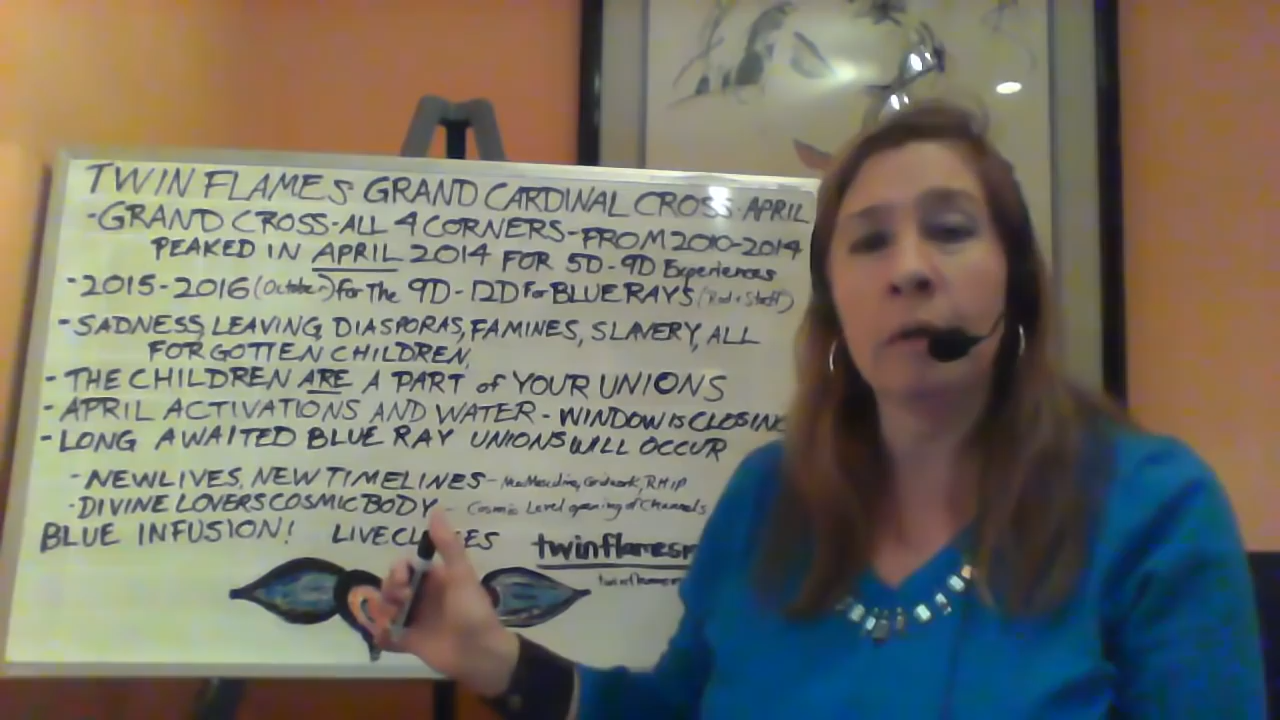 TWIN FLAMES GRAND CARDINAL CROSS-APRIL
-GRAND CROSS-ALL 4 CORNERS-FROM 2010-2014
PEAKED IN APRIL 2014 FOR 5D-9D Experiences
-2015-2016 (October) For The 9D-12D For BLUE RAYS (Rod + Staff)
-SADNESS, LEAVING, DIASPORAS, FAMINES, SLAVERY, ALL
FORGOTTEN CHILDREN,
-THE CHILDREN ARE A PART of YOUR UNIONS
-APRIL ACTIVATIONS AND WATER-WINDOW IS CLOSING
-LONG AWAITED BLUE RAY UNIONS WILL OCCUR
-NEW LIVES, NEW TIMELINES- Gridwork,
-DIVINE LOVERS COSMIC BODY- Cosmic Level opening of Channels
BLUE INFUSION! LIVE twinflames